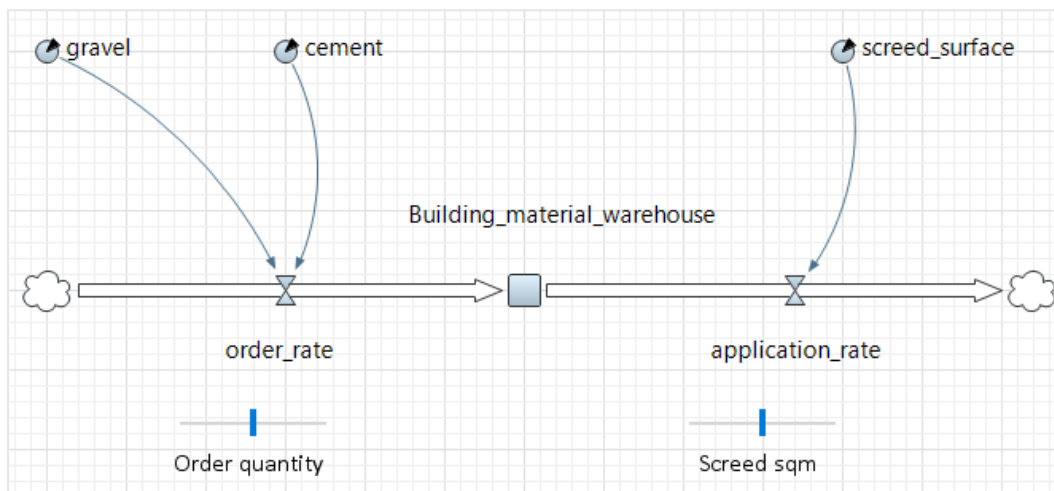 gravel
cement
screed_surface
Building_material_warehouse
order_rate
application_rate
Order quantity
Screed sqm